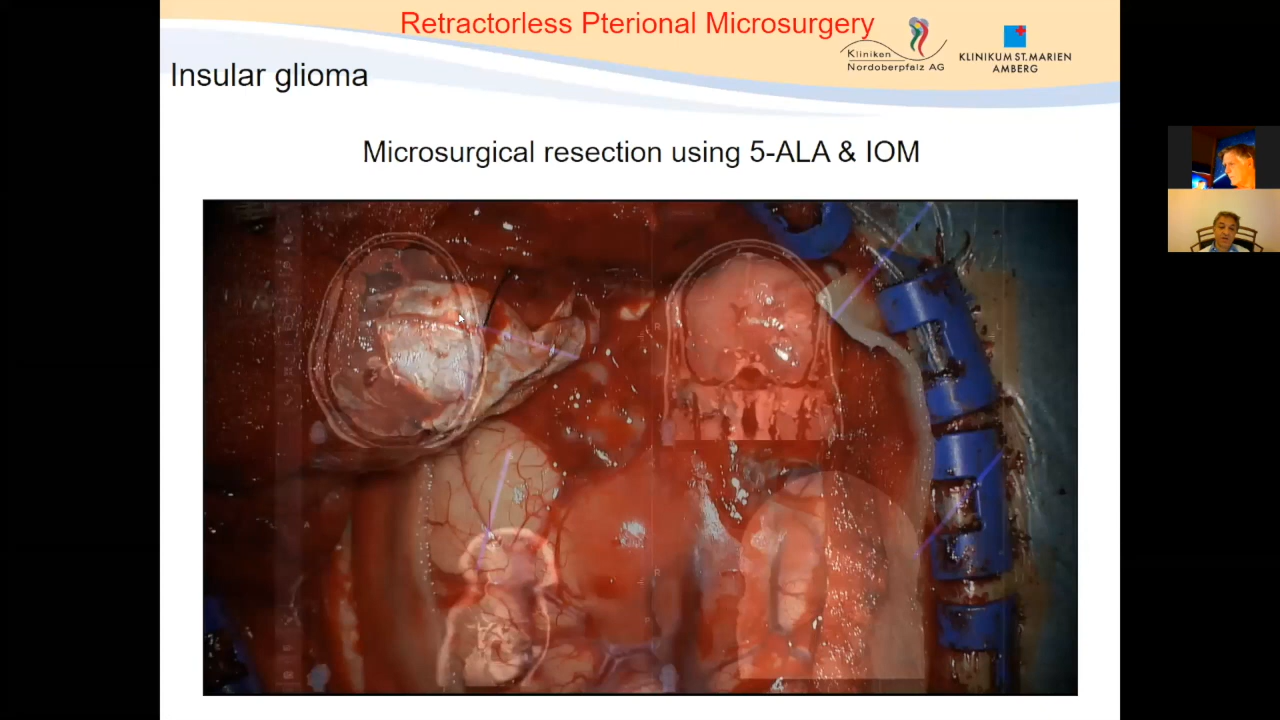 Retractorless Pterional Microsurgery
Kliniken
Nordoberpfalz AG
KLINIKUM ST. MARIEN
AMBERG
Insular glioma
Microsurgical resection using 5-ALA & IOM
R
R